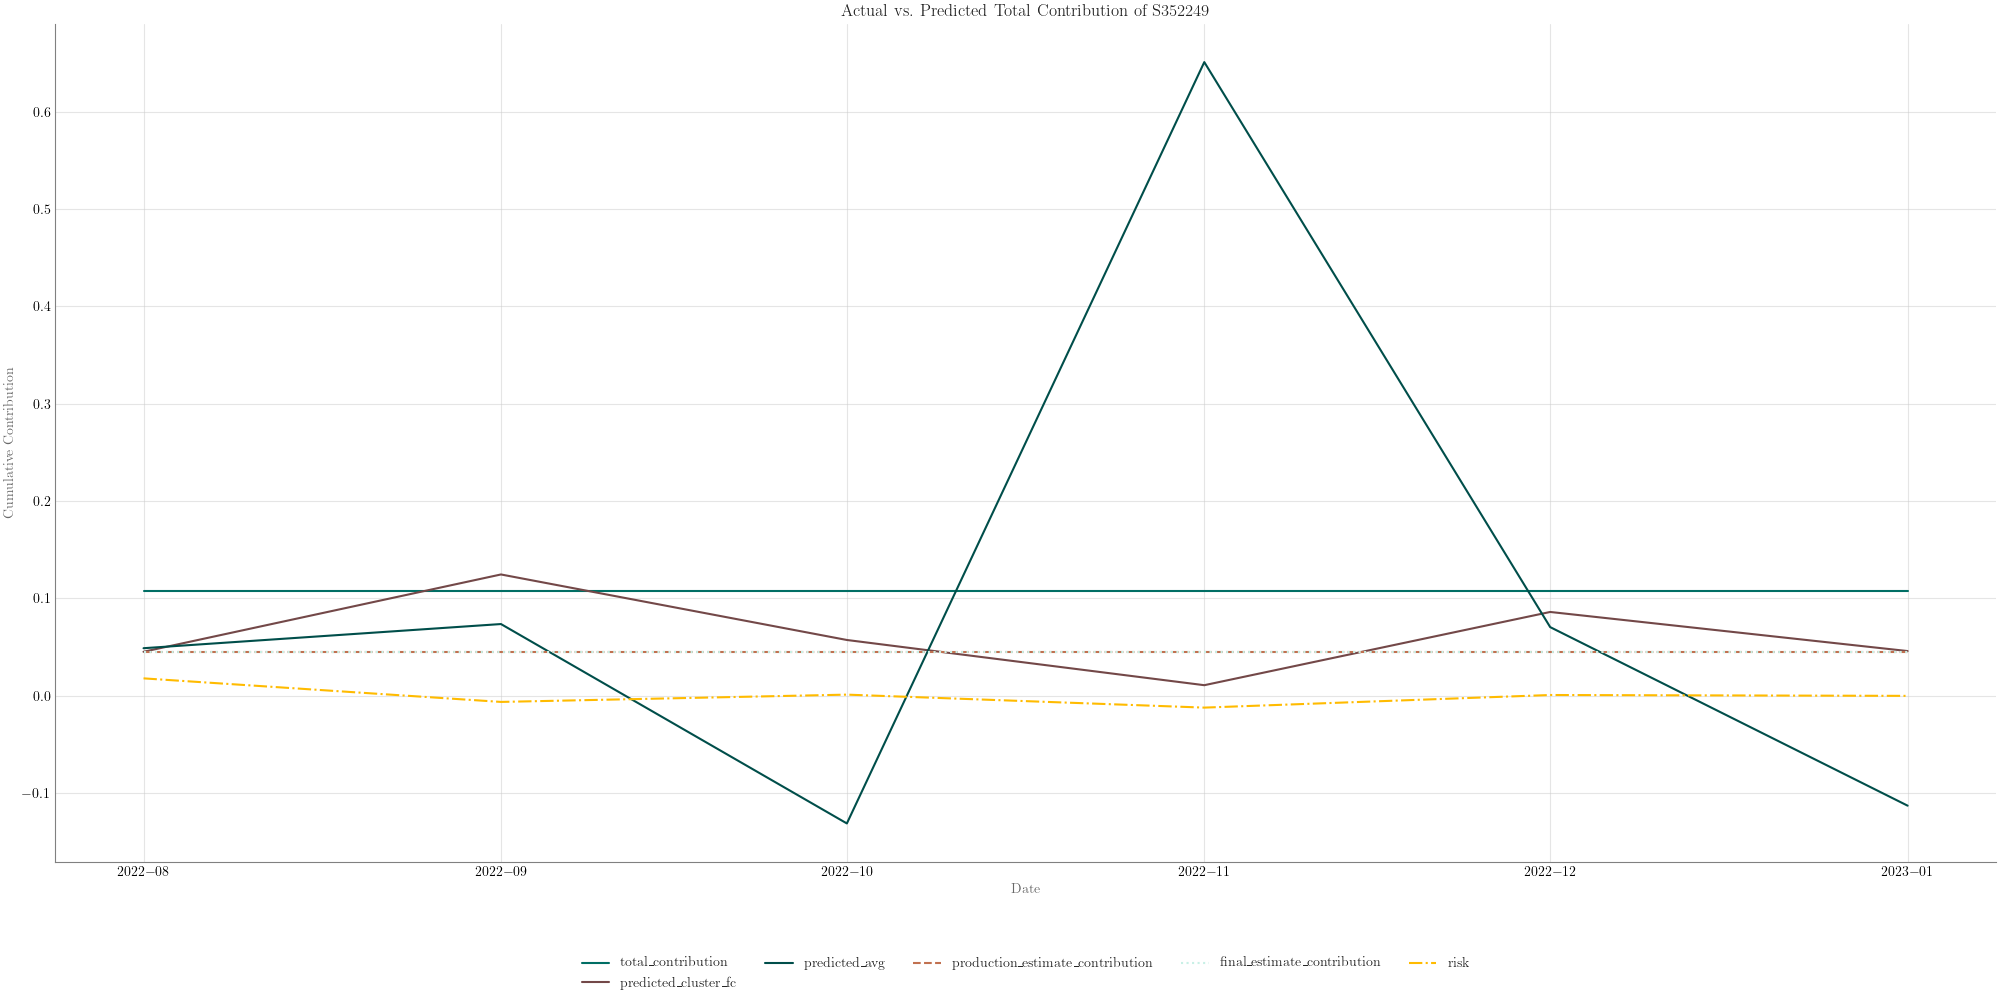 Actual vs. Predicted Total Contribution of S352249
Cumulative Contribution
0.6
0.5
0.4
0.3
0.2
0.1
0.0
−0.1
2022−08 2022−09 2022−10 2022−11 2022−12 2023−01
Date
total_contribution predicted_avg production_estimate_contribution final_estimate_contribution risk
predicted_cluster_fc